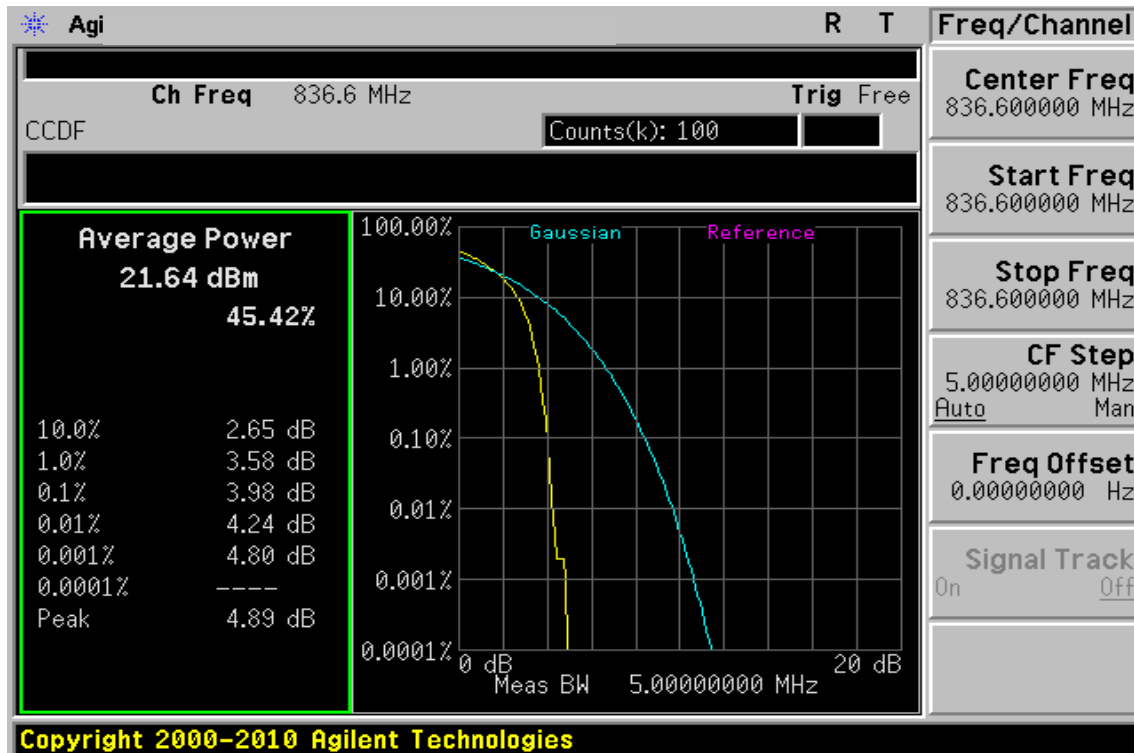 Agi R T
Ch Freq 836.6 MHz Trig Free
CCDF Counts(k): 100
Average Power
21.64 dBm
45.42%
10.0% 2.65 dB
1.0% 3.58 dB
0.1% 3.98 dB
0.01% 4.24 dB
0.001% 4.80 dB
0.0001% ----
Peak 4.89 dB
Gaussian Reference
100.00%
10.00%
1.00%
0.10%
0.01%
0.001%
0.0001%
0 dB 20 dB
Meas BW 5.00000000 MHz
Freq/Channel
Center Freq
836.600000 MHz
Start Freq
836.600000 MHz
Stop Freq
836.600000 MHz
CF Step
5.00000000 MHz
Auto Man
Freq Offset
0.00000000 Hz
Signal Track
On Off
Copyright 2000-2010 Agilent Technologies